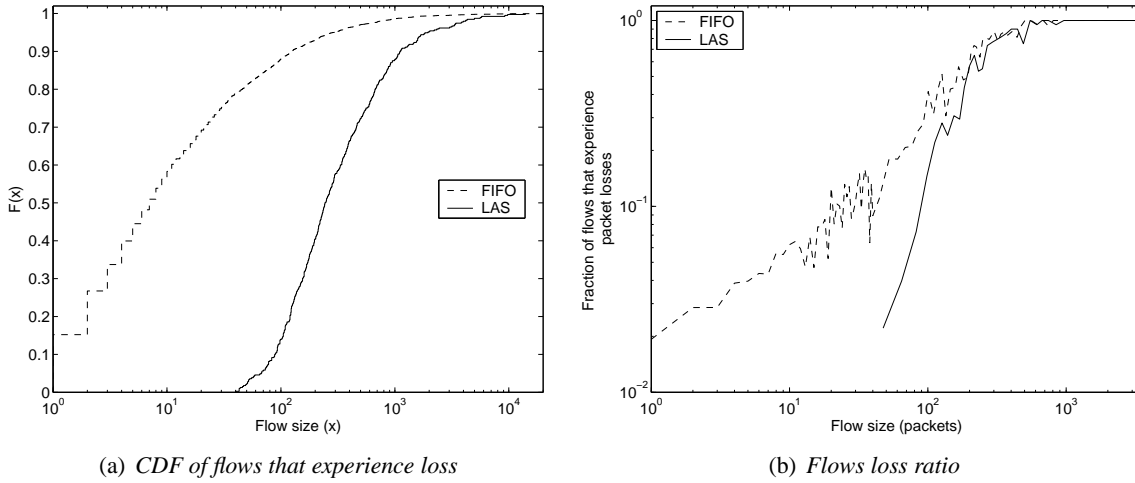 1
0.9
0.8
0.7
0.6
0.5
0.4
0.3
0.2
0.1
0
F(x)
10^0
10^1
10^2
10^3
10^4
Flow size (x)
FIFO
LAS
(a) CDF of flows that experience loss
10^0
10^-1
10^-2
Fraction of flows that experience
packet losses
FIFO
LAS
10^0
10^1
10^2
10^3
Flow size (packets)
(b) Flows loss ratio